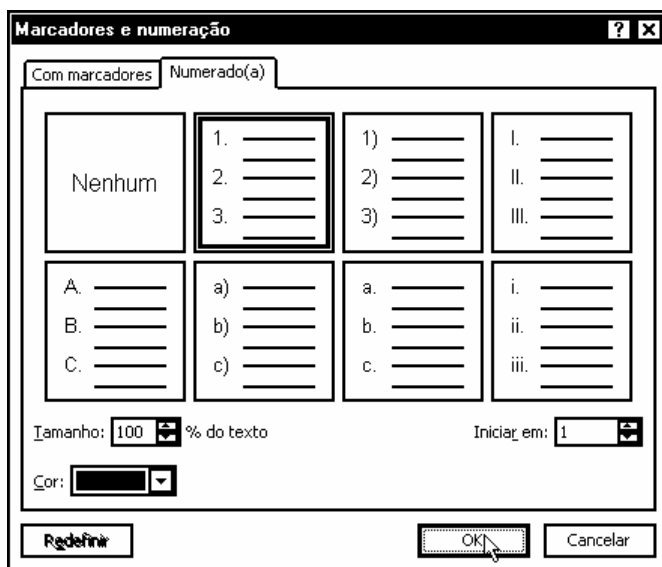 Marcadores e numeração
Com marcadores Numerado(a)
Nenhum
1.
2.
3.
1)
2)
3)
I.
II.
III.
A.
B.
C.
a)
b)
c)
a.
b.
c.
i.
ii.
iii.
Tamanho: 100 % do texto Iniciar em: 1
Cor:
Redefinir OK Cancelar